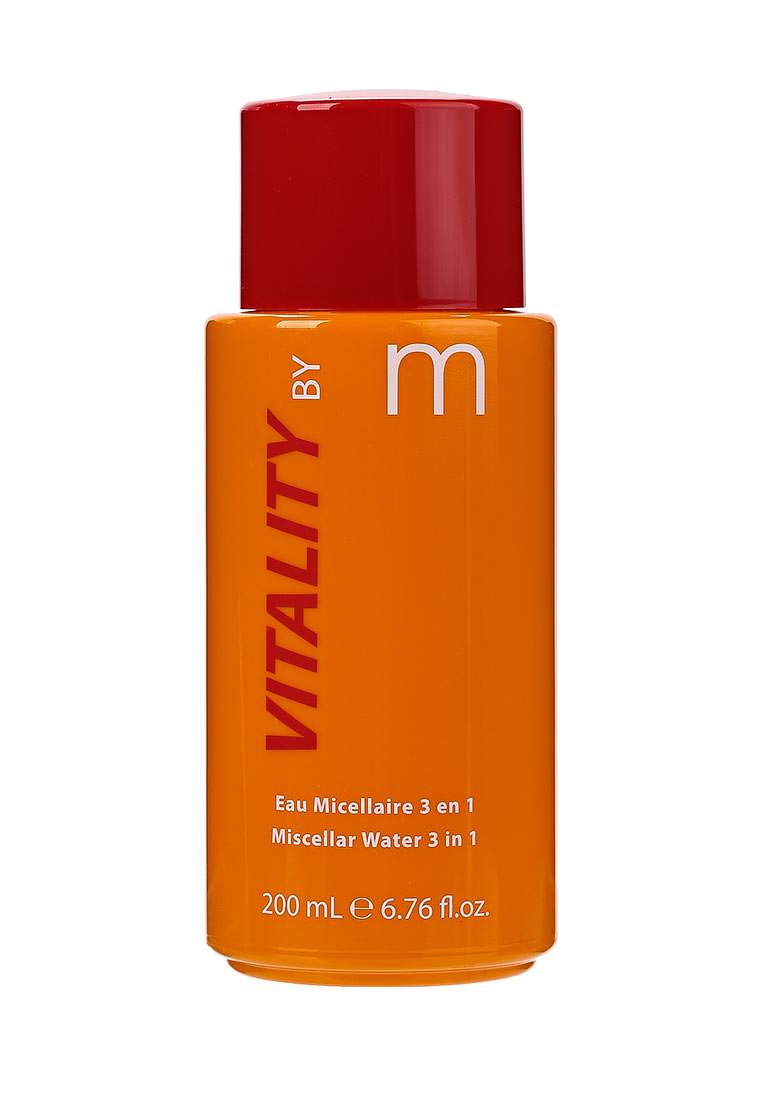 VITALITY BY
m
Eau Micellaire 3 en 1
Miscellar Water 3 in 1
200 mL ℮ 6.76 fl.oz.